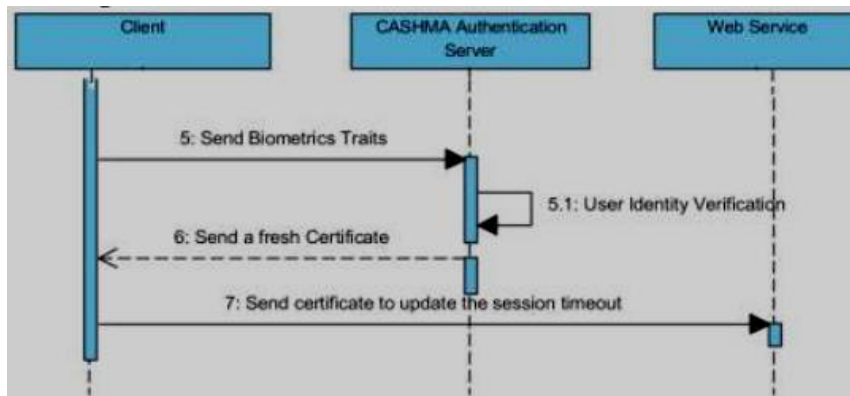 Client
CASHMA Authentication
Server
Web Service
5: Send Biometrics Traits
5.1: User Identity Verification
6: Send a fresh Certificate
7: Send certificate to update the session timeout